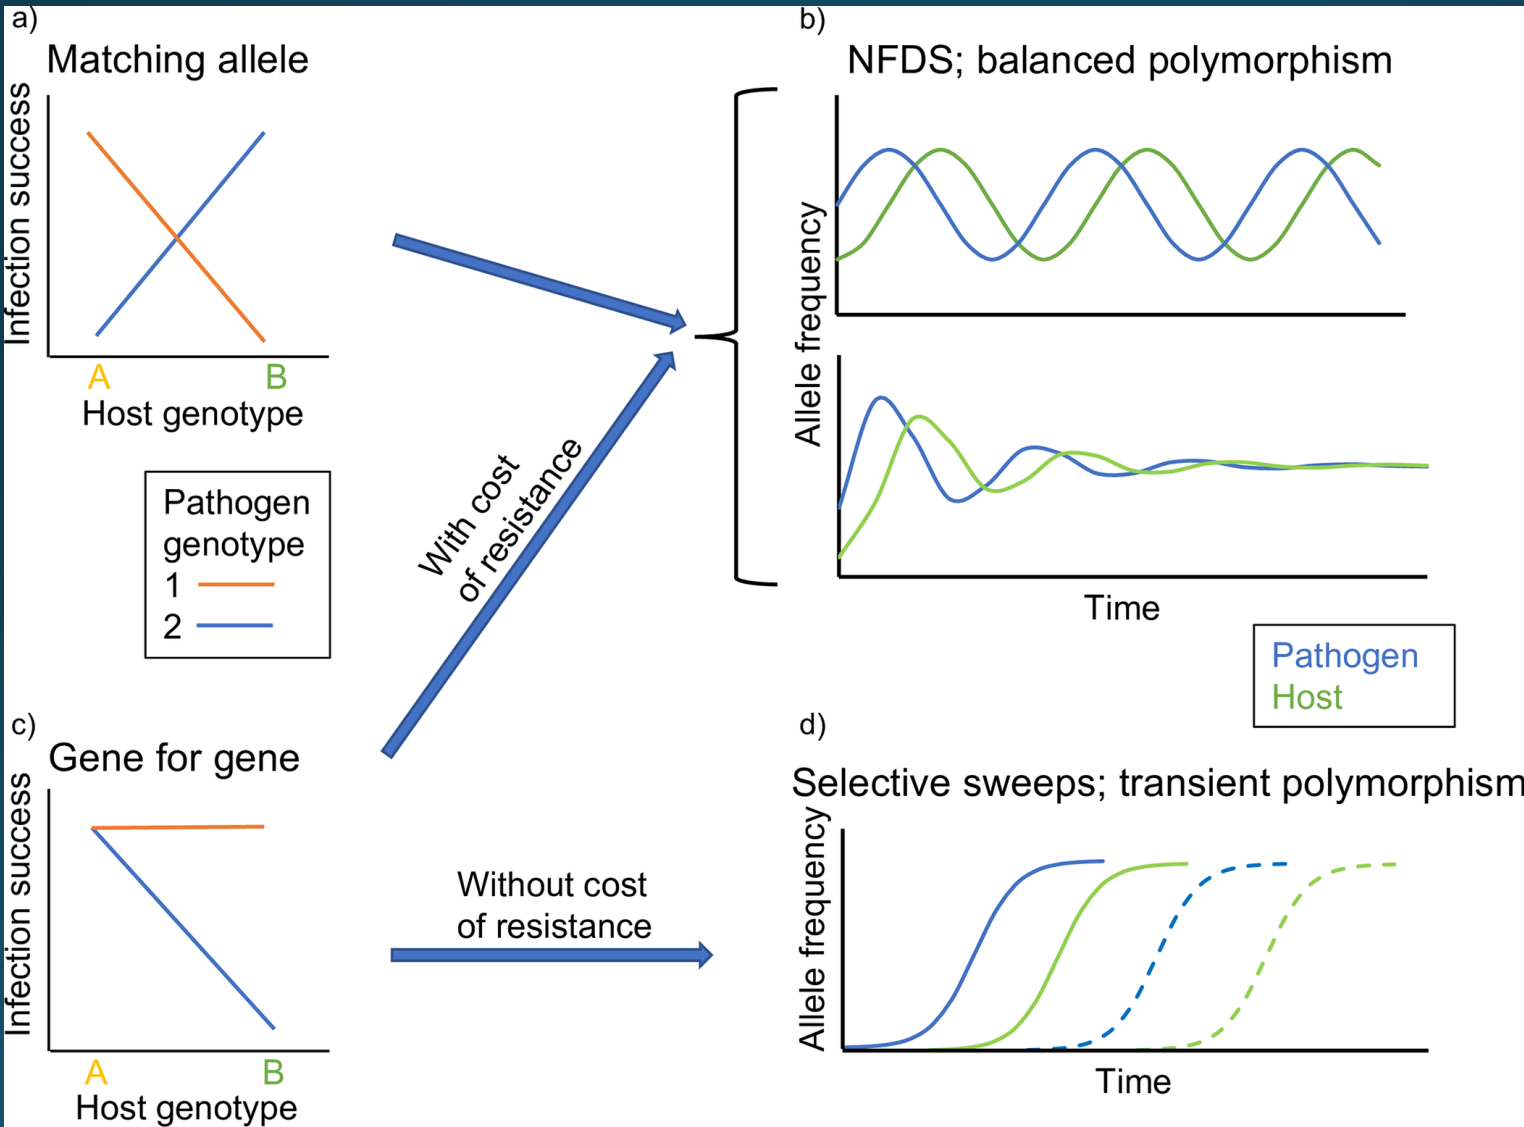 a)
Matching allele
Infection success
A
B
Host genotype
Pathogen
genotype
1
2
With cost
of resistance
b)
NFDS; balanced polymorphism
Allele frequency
Time
Pathogen
Host
c)
Gene for gene
Infection success
A
B
Host genotype
Without cost
of resistance
d)
Selective sweeps; transient polymorphism
Allele frequency
Time